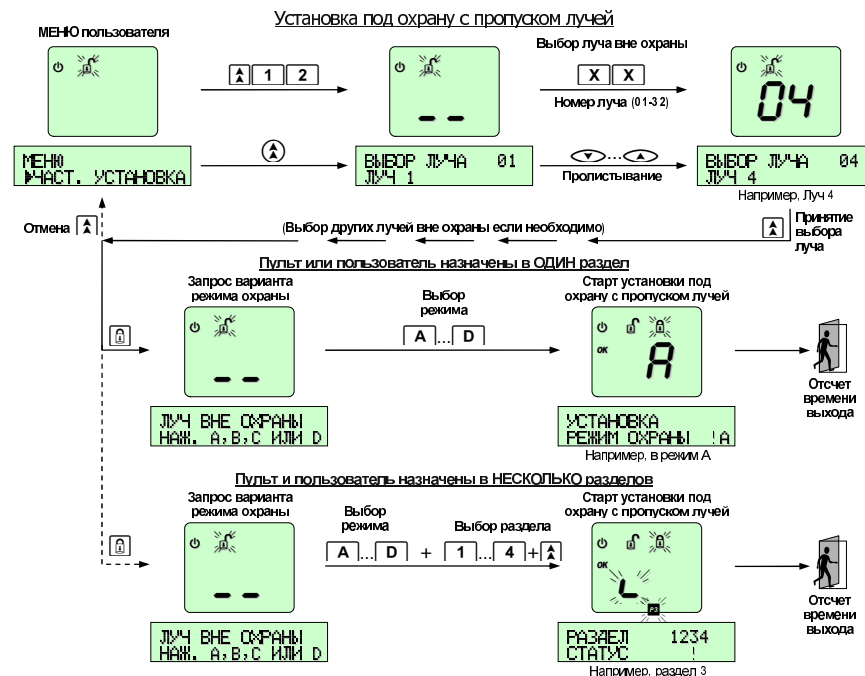 Установка под охрану с пропуском лучей
МЕНЮ пользователя
1 2
Выбор луча вне охраны
X X
Номер луча (01-32)
04
МЕНЮ
ЧАСТ. УСТАНОВКА
ВЫБОР ЛУЧА 01
ЛУЧ 1
Пролистывание
ВЫБОР ЛУЧА 04
ЛУЧ 4
Например, Луч 4
Отмена
(Выбор других лучей вне охраны если необходимо)
Принятие
выбора
луча
Пульт или пользователь назначены в ОДИН раздел
Запрос варианта
режима охраны
Выбор
режима
A ... D
Старт установки под
охрану с пропуском лучей
OK
A
Отсчет
времени
выхода
ЛУЧ ВНЕ ОХРАНЫ
НАЖ. A,B,C ИЛИ D
УСТАНОВКА
РЕЖИМ ОХРАНЫ !A
Например, в режим А
Пульт и пользователь назначены в НЕСКОЛЬКО разделов
Запрос варианта
режима охраны
Выбор
режима
Выбор раздела
A ... D + 1 ... 4 +
Старт установки под
охрану с пропуском лучей
OK
P3
Отсчет
времени
выхода
ЛУЧ ВНЕ ОХРАНЫ
НАЖ. A,B,C ИЛИ D
РАЗДЕЛ 1234
СТАТУС !
Например, раздел 3